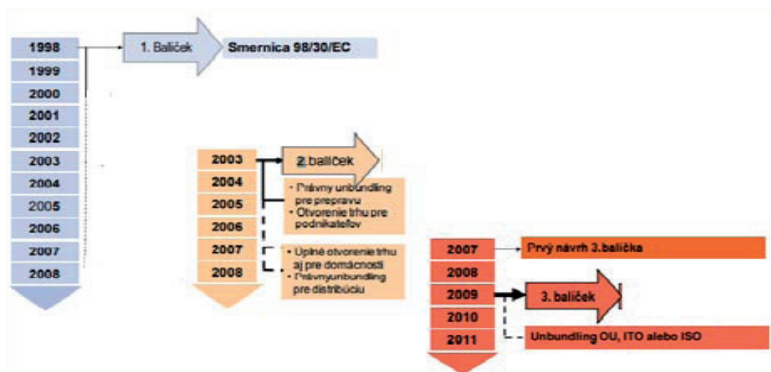 1998
1. Balíček
Smernica 98/30/EC
1999
2000
2001
2002
2003
2004
2005
2006
2007
2008
2003
2. balíček
2004
2005
2006
2007
2008
• Právny unbundling
pre prepravu
• Otvorenie trhu pre
podnikateľov
• Úplné otvorenie trhu
aj pre domácnosti
• Právnyunbundling
pre distribúciu
2007
Prvý návrh 3.balíčka
2008
2009
3. balíček
2010
2011
Unbundling OU, ITO alebo ISO